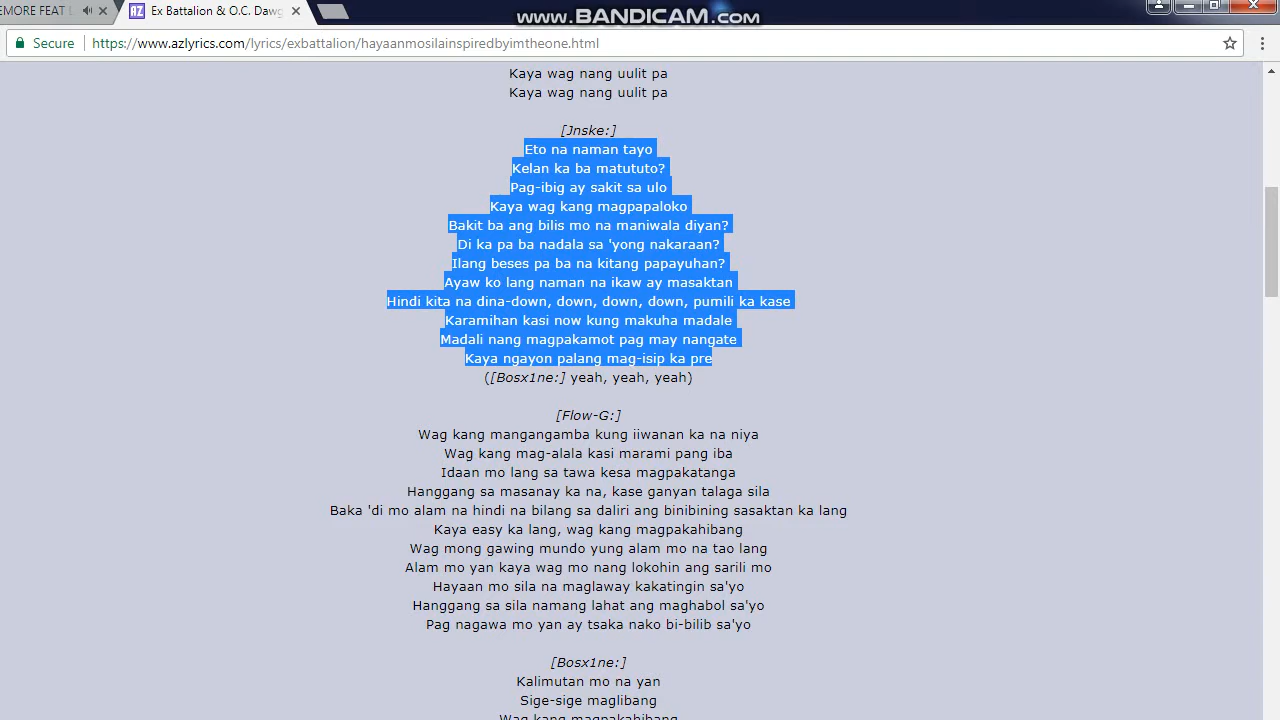 EMORE FEAT
Ex Battalion & O.C. Dawg
www.BANDICAM.com
Secure
https://www.azlyrics.com/lyrics/exbattalion/hayaanmosilainspiredbyimtheone.html
Kaya wag nang uulit pa
Kaya wag nang uulit pa
[Jnske:]
Eto na naman tayo
Kelan ka ba matututo?
Pag-ibig ay sakit sa ulo
Kaya wag kang magpapaloko
Bakit ba ang bilis mo na maniwala diyan?
Di ka pa ba nadala sa 'yong nakaraan?
Ilang beses pa ba na kitang papayuhan?
Ayaw ko lang naman na ikaw ay masaktan
Hindi kita na dina-down, down, down, down, pumili ka kase
Karamihan kasi now kung makuha madale
Madali nang magpakamot pag may nangate
Kaya ngayon palang mag-isip ka pre
([Bosx1ne:] yeah, yeah, yeah)
[Flow-G:]
Wag kang mangangamba kung iiwanan ka na niya
Wag kang mag-alala kasi marami pang iba
Idaan mo lang sa tawa kesa magpakatanga
Hanggang sa masanay ka na, kase ganyan talaga sila
Baka 'di mo alam na hindi na bilang sa daliri ang binibining sasaktan ka lang
Kaya easy ka lang, wag kang magpakahibang
Wag mong gawing mundo yung alam mo na tao lang
Alam mo yan kaya wag mo nang lokohin ang sarili mo
Hayaan mo sila na maglaway kakatingin sa'yo
Hanggang sa sila namang lahat ang maghabol sa'yo
Pag nagawa mo yan ay tsaka nako bi-bilib sa'yo
[Bosx1ne:]
Kalimutan mo na yan
Sige-sige maglibang
Wag kang magpakahibang